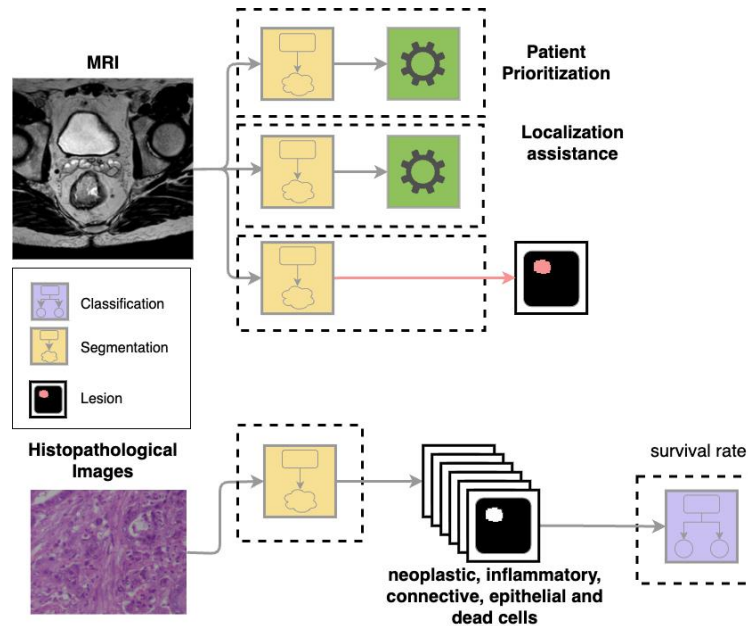 MRI
Patient
Prioritization
Localization
assistance
Classification
Segmentation
Lesion
Histopathological
Images
survival rate
neoplastic, inflammatory,
connective, epithelial and
dead cells